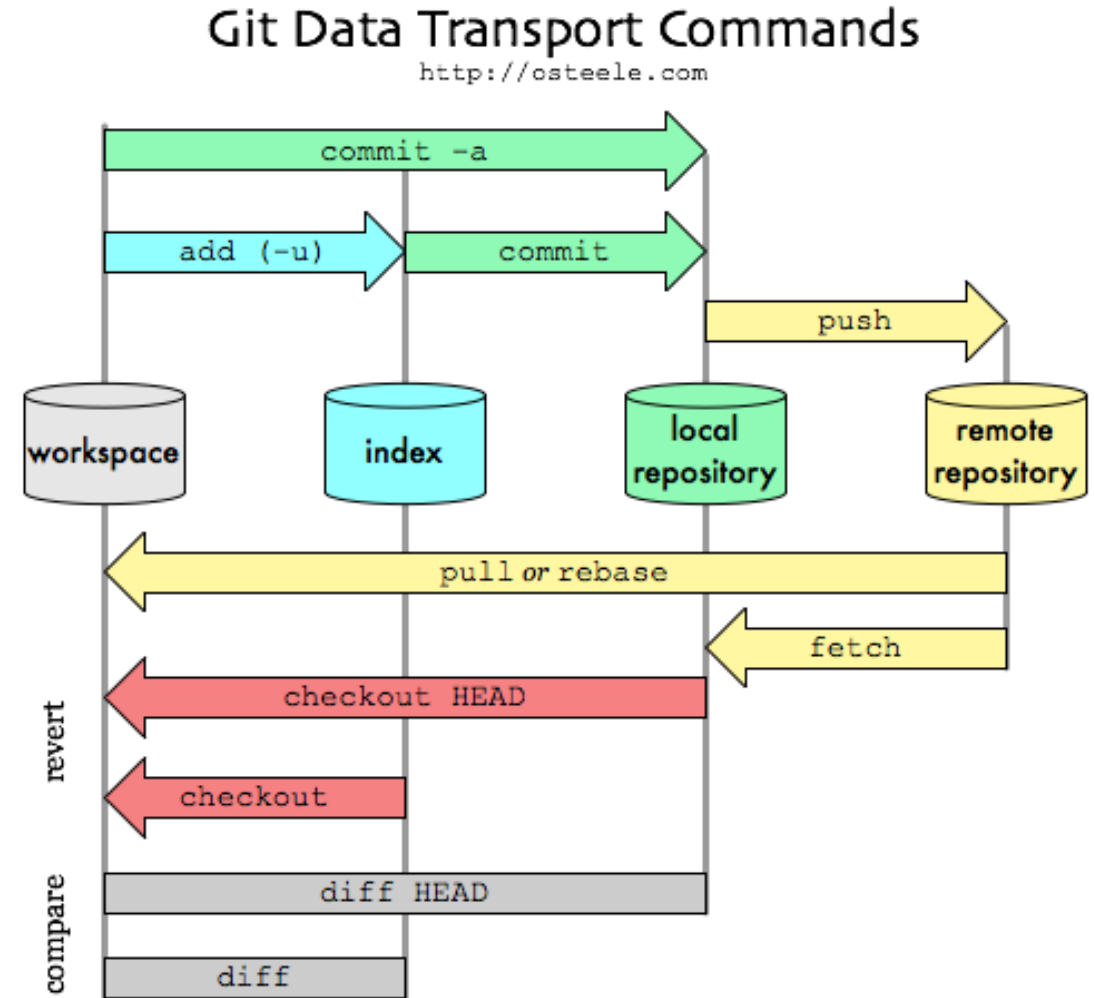 Git Data Transport Commands
http://osteele.com
commit -a
add (-u)
commit
push
workspace
index
local
repository
remote
repository
pull or rebase
fetch
revert
checkout HEAD
checkout
compare
diff HEAD
diff